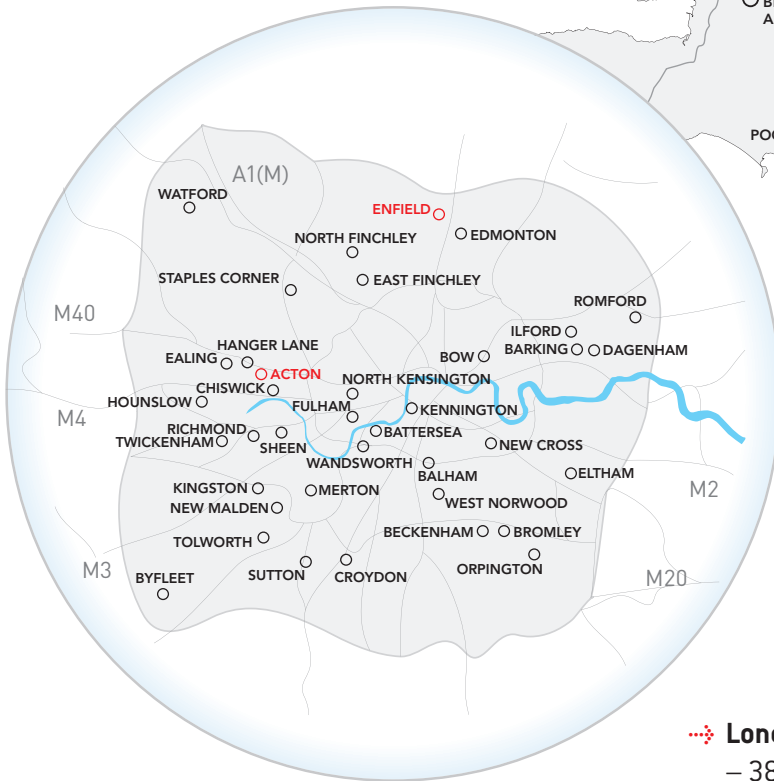 A1(M)
WATFORD
ENFIELD
EDMONTON
NORTH FINCHLEY
STAPLES CORNER
EAST FINCHLEY
ROMFORD
M40
ILFORD
HANGER LANE
BARKING
DAGENHAM
EALING
BOW
ACTON
NORTH KENSINGTON
CHISWICK
HOUNSLOW
FULHAM
KENNINGTON
M4
RICHMOND
BATTERSEA
TWICKENHAM
SHEEN
NEW CROSS
WANDSWORTH
BALHAM
ELTHAM
KINGSTON
MERTON
M2
NEW MALDEN
WEST NORWOOD
TOLWORTH
BECKENHAM
BROMLEY
M3
BYFLEET
SUTTON
CROYDON
ORPINGTON
M20
– 38